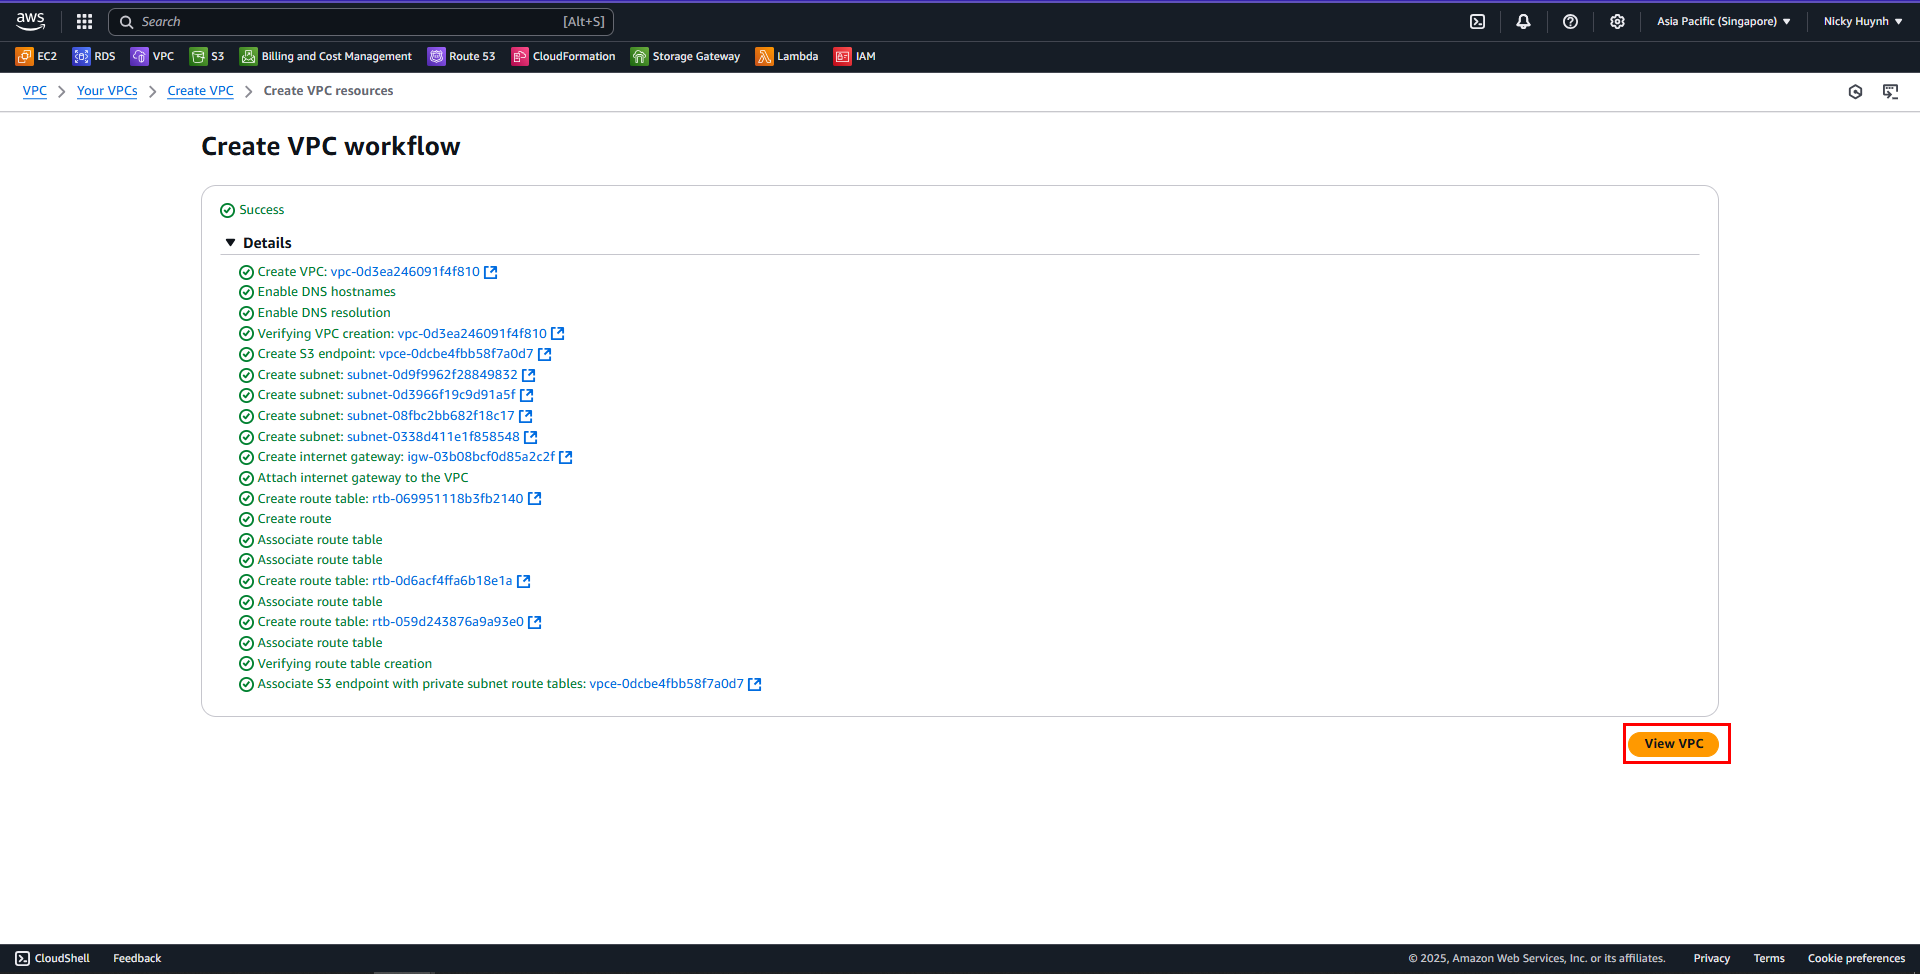 aws
Search [Alt+S]
Asia Pacific (Singapore)
Nicky Huynh
EC2 RDS VPC S3 Billing and Cost Management Route 53 CloudFormation Storage Gateway Lambda IAM
VPC Your VPCs Create VPC Create VPC resources
Create VPC workflow
Success
Details
Create VPC: vpc-0d3ea246091f4f810
Enable DNS hostnames
Enable DNS resolution
Verifying VPC creation: vpc-0d3ea246091f4f810
Create S3 endpoint: vpce-0dcbe4fbb58f7a0d7
Create subnet: subnet-0d9f9962f28849832
Create subnet: subnet-0d3966f19c9d91a5f
Create subnet: subnet-08fbc2bb682f18c17
Create subnet: subnet-0338d411e1f858548
Create internet gateway: igw-03b08bcf0d85a2c2f
Attach internet gateway to the VPC
Create route table: rtb-069951118b3fb2140
Create route
Associate route table
Associate route table
Create route table: rtb-0d6acf4ffa6b18e1a
Associate route table
Create route table: rtb-059d243876a9a93e0
Associate route table
Verifying route table creation
Associate S3 endpoint with private subnet route tables: vpce-0dcbe4fbb58f7a0d7
View VPC
CloudShell Feedback
© 2025, Amazon Web Services, Inc. or its affiliates. Privacy Terms Cookie preferences